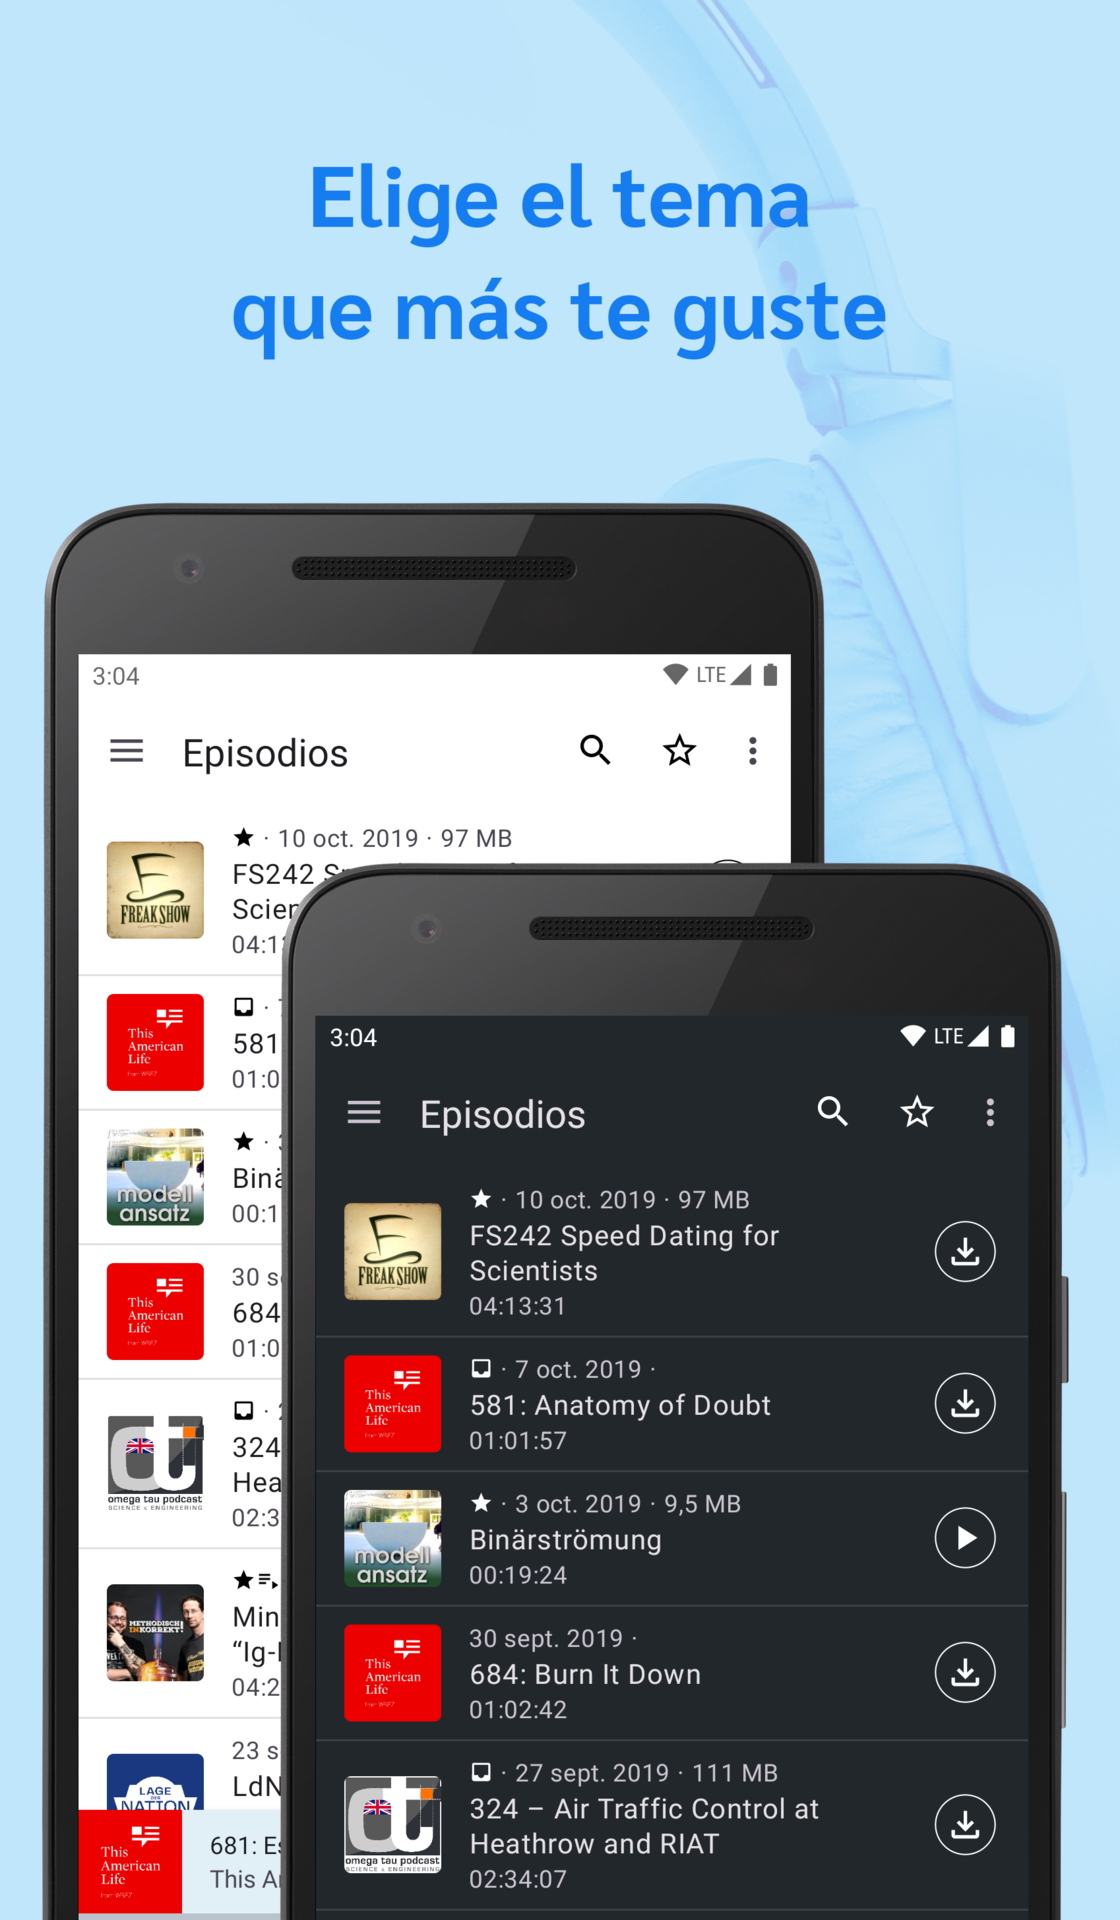 Elige el tema
que más te guste
3:04
LTE
Episodios
· 10 oct. 2019 · 97 MB
FS242
Scien
04:1
FREAK SHOW
This
American
Life
581
01:0
modell
ansatz
Binä
00:1
30 s
684
01:0
This
American
Life
324
Hea
02:3
omega tau podcast
SCIENCE & ENGINEERING
METHODISCH
INKORREKT!
Min
“Ig-
04:2
23 s
LdN
LAGE
DER
NATION
This
American
Life
681: Es
This A
3:04
LTE
Episodios
FREAK SHOW
· 10 oct. 2019 · 97 MB
FS242 Speed Dating for
Scientists
04:13:31
This
American
Life
· 7 oct. 2019 ·
581: Anatomy of Doubt
01:01:57
modell
ansatz
· 3 oct. 2019 · 9,5 MB
Binärströmung
00:19:24
This
American
Life
30 sept. 2019 ·
684: Burn It Down
01:02:42
omega tau podcast
SCIENCE & ENGINEERING
· 27 sept. 2019 · 111 MB
324 – Air Traffic Control at
Heathrow and RIAT
02:34:07